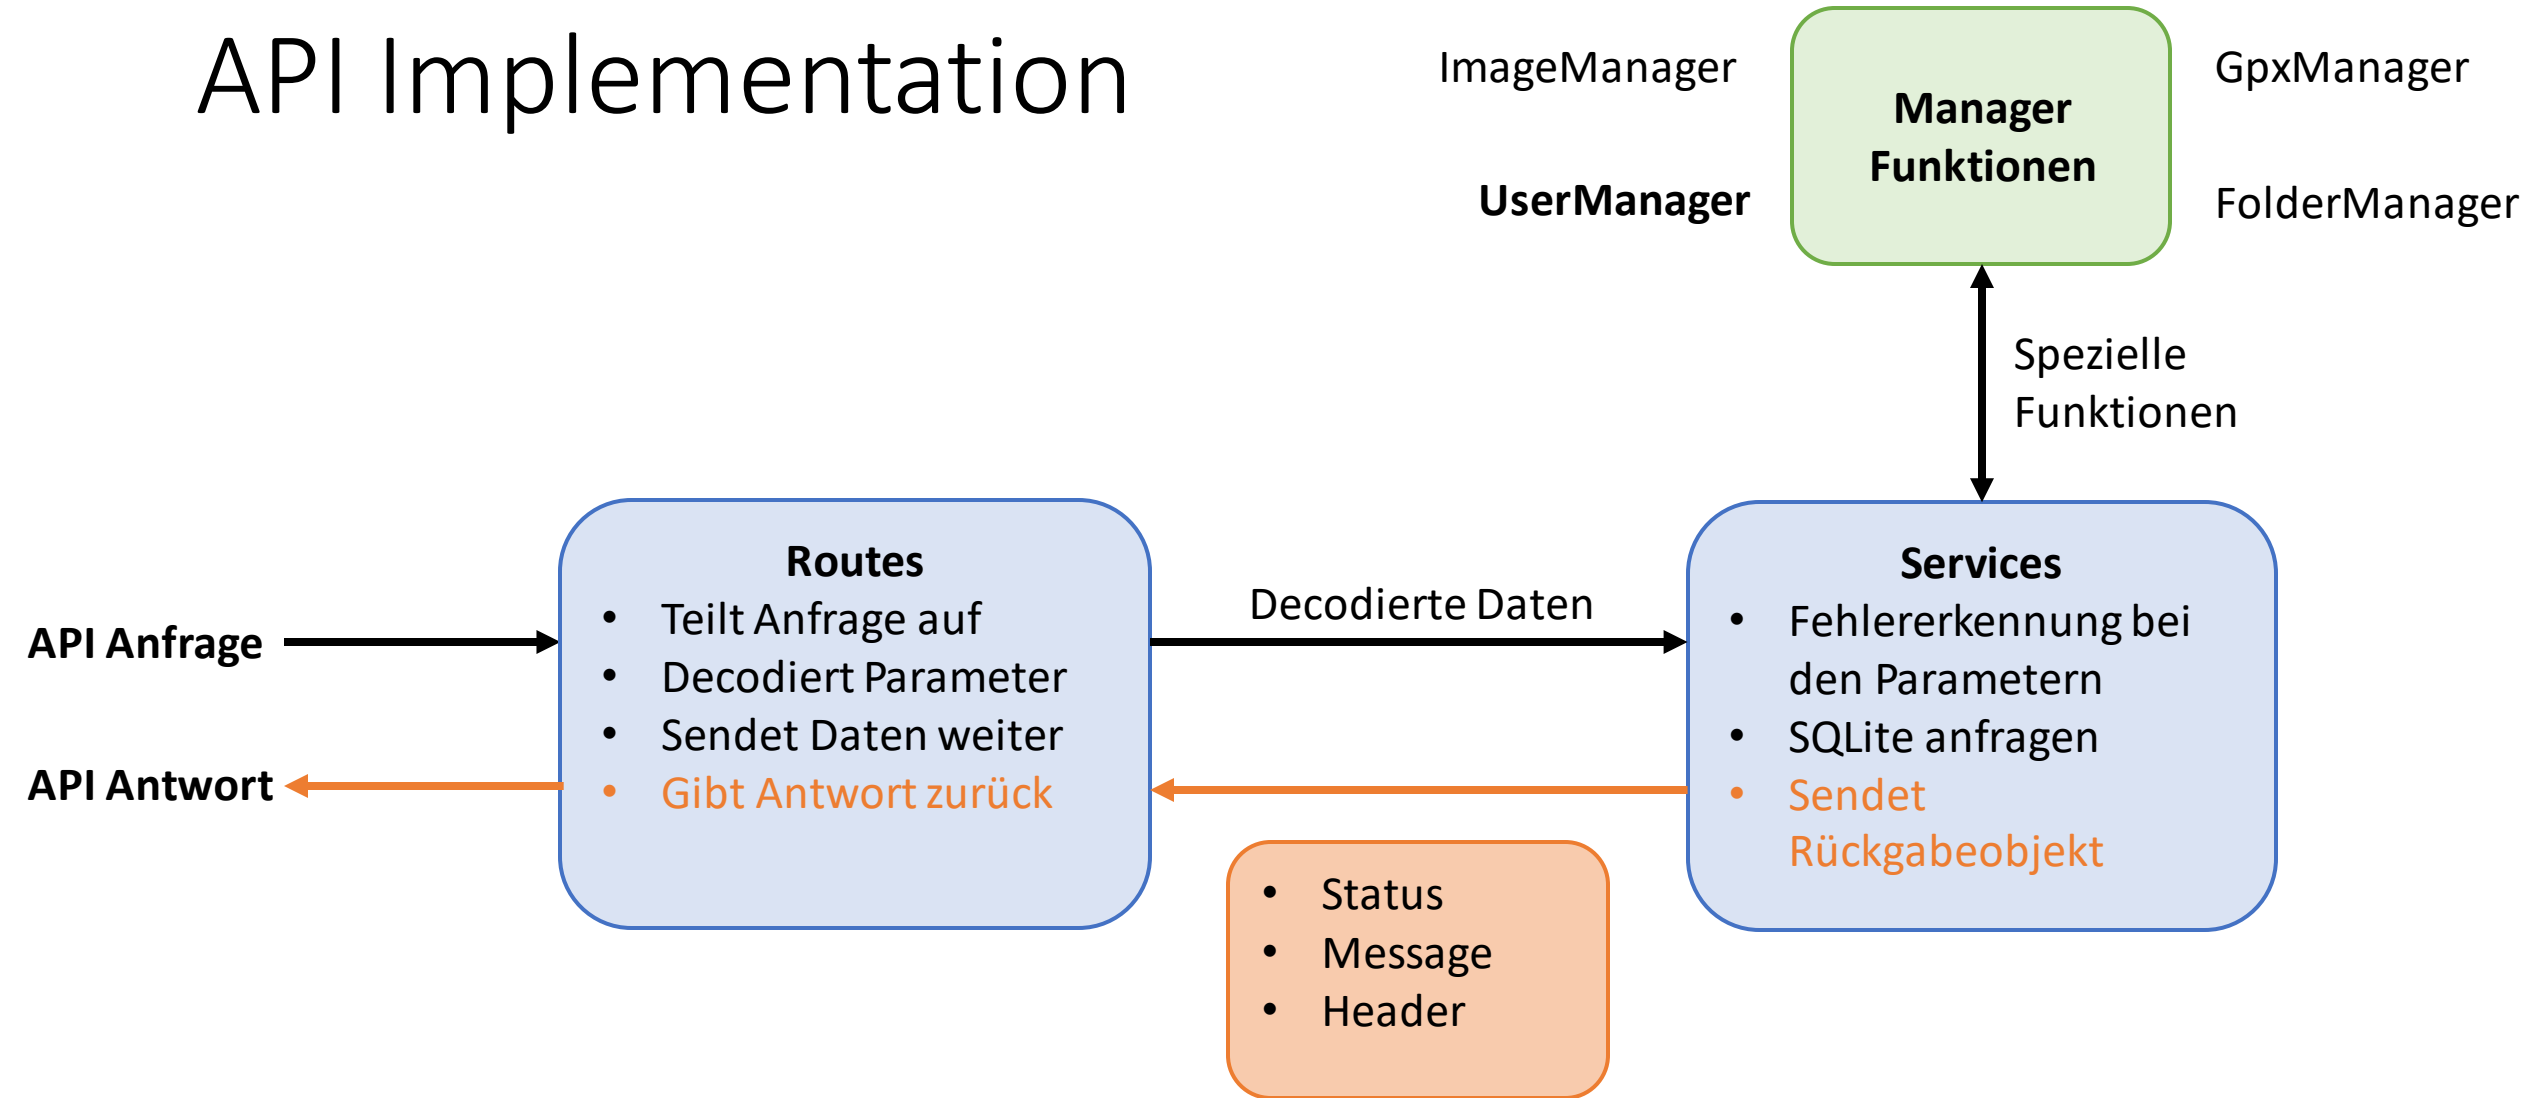 API Implementation
ImageManager
UserManager
Manager
Funktionen
GpxManager
FolderManager
Spezielle
Funktionen
API Anfrage
API Antwort
Routes
• Teilt Anfrage auf
• Decodiert Parameter
• Sendet Daten weiter
• Gibt Antwort zurück
Decodierte Daten
Services
• Fehlererkennung bei
den Parametern
• SQLite anfragen
• Sendet
Rückgabeobjekt
• Status
• Message
• Header